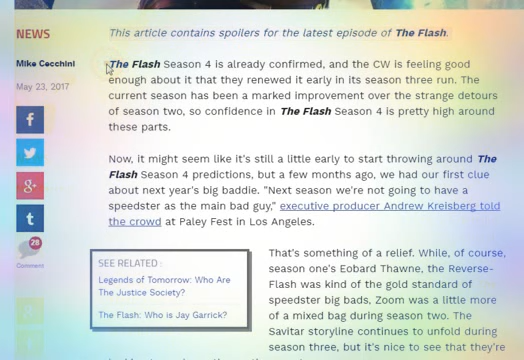 NEWS
This article contains spoilers for the latest episode of The Flash.
Mike Cecchini
May 23, 2017
The Flash Season 4 is already confirmed, and the CW is feeling good
enough about it that they renewed it early in its season three run. The
current season has been a marked improvement over the strange detours
of season two, so confidence in The Flash Season 4 is pretty high around
these parts.
Now, it might seem like it's still a little early to start throwing around The
Flash Season 4 predictions, but a few months ago, we had our first clue
about next year's big baddie. "Next season we're not going to have a
speedster as the main bad guy," executive producer Andrew Kreisberg told
the crowd at Paley Fest in Los Angeles.
28
Comment
SEE RELATED :
Legends of Tomorrow: Who Are
The Justice Society?
The Flash: Who is Jay Garrick?
That's something of a relief. While, of course,
season one's Eobard Thawne, the Reverse-
Flash was kind of the gold standard of
speedster big bads, Zoom was a little more
of a mixed bag during season two. The
Savitar storyline continues to unfold during
season three, but it's nice to see that they're